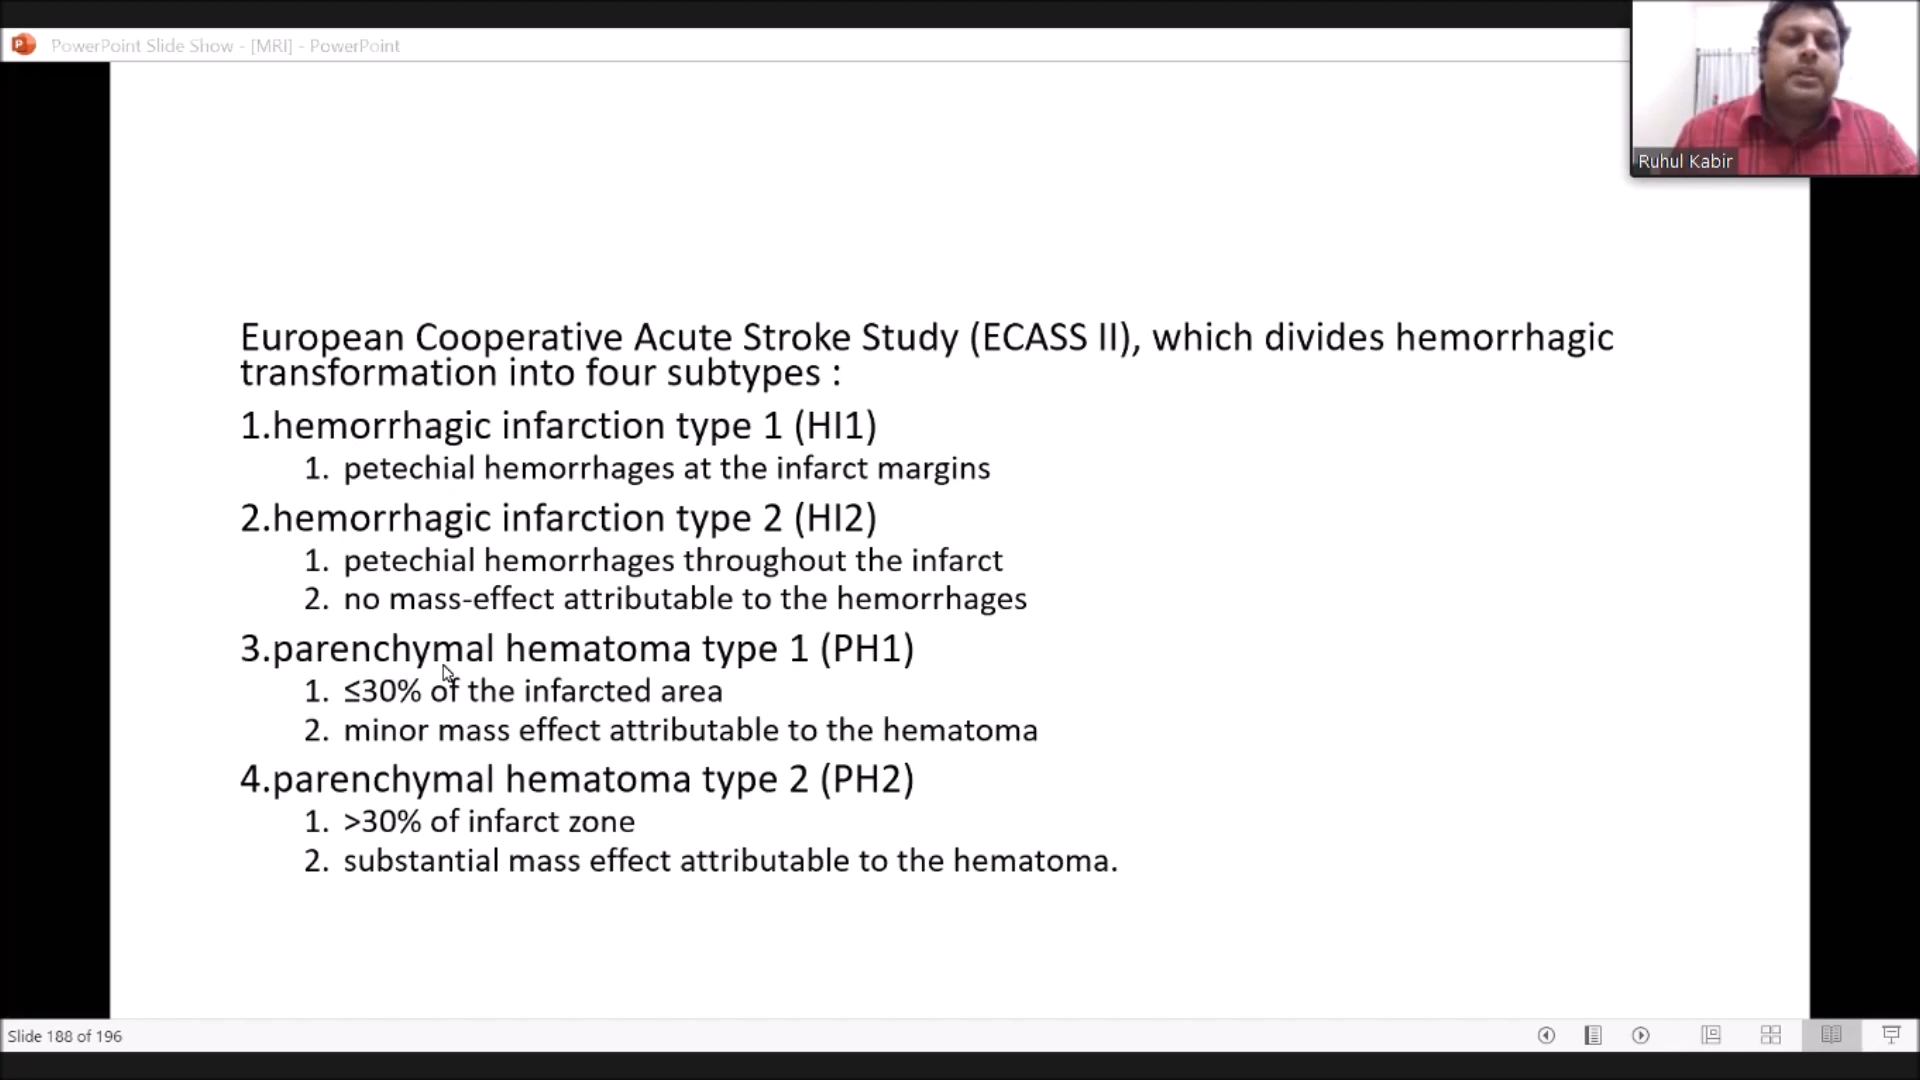 PowerPoint Slide Show - [MRI] - PowerPoint
Ruhul Kabir
European Cooperative Acute Stroke Study (ECASS II), which divides hemorrhagic
transformation into four subtypes :
1.hemorrhagic infarction type 1 (HI1)
1. petechial hemorrhages at the infarct margins
2.hemorrhagic infarction type 2 (HI2)
1. petechial hemorrhages throughout the infarct
2. no mass-effect attributable to the hemorrhages
3.parenchymal hematoma type 1 (PH1)
1. ≤30% of the infarcted area
2. minor mass effect attributable to the hematoma
4.parenchymal hematoma type 2 (PH2)
1. >30% of infarct zone
2. substantial mass effect attributable to the hematoma.
Slide 188 of 196